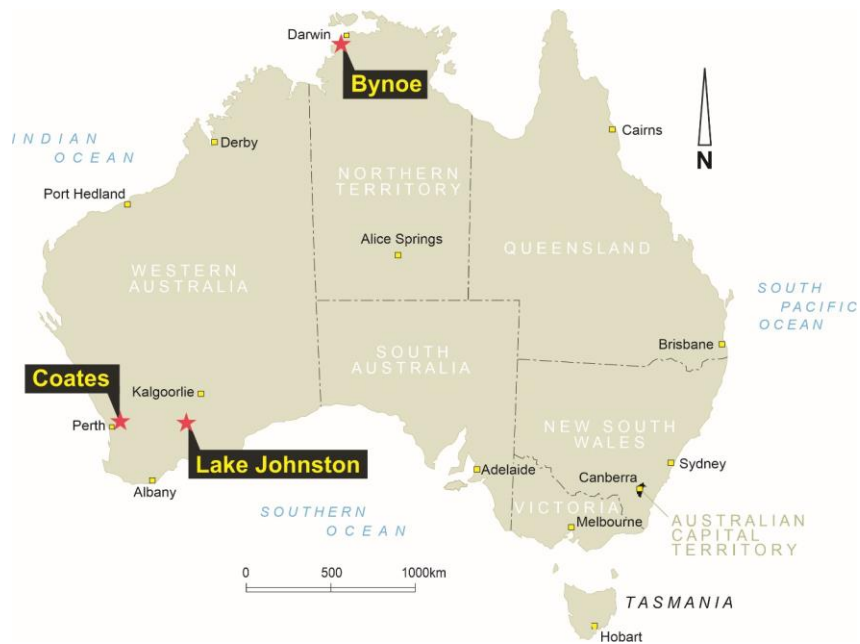 Darwin
Bynoe
INDIAN
OCEAN
Derby
Cairns
N
Port Hedland
NORTHERN
TERRITORY
Alice Springs
QUEENSLAND
WESTERN
AUSTRALIA
SOUTH
PACIFIC
OCEAN
Brisbane
SOUTH
AUSTRALIA
Coates
Kalgoorlie
Perth
Lake Johnston
NEW SOUTH
WALES
Adelaide
Sydney
Canberra
Albany
VICTORIA
Melbourne
SOUTHERN
OCEAN
AUSTRALIAN
CAPITAL
TERRITORY
0 500 1000km
TASMANIA
Hobart